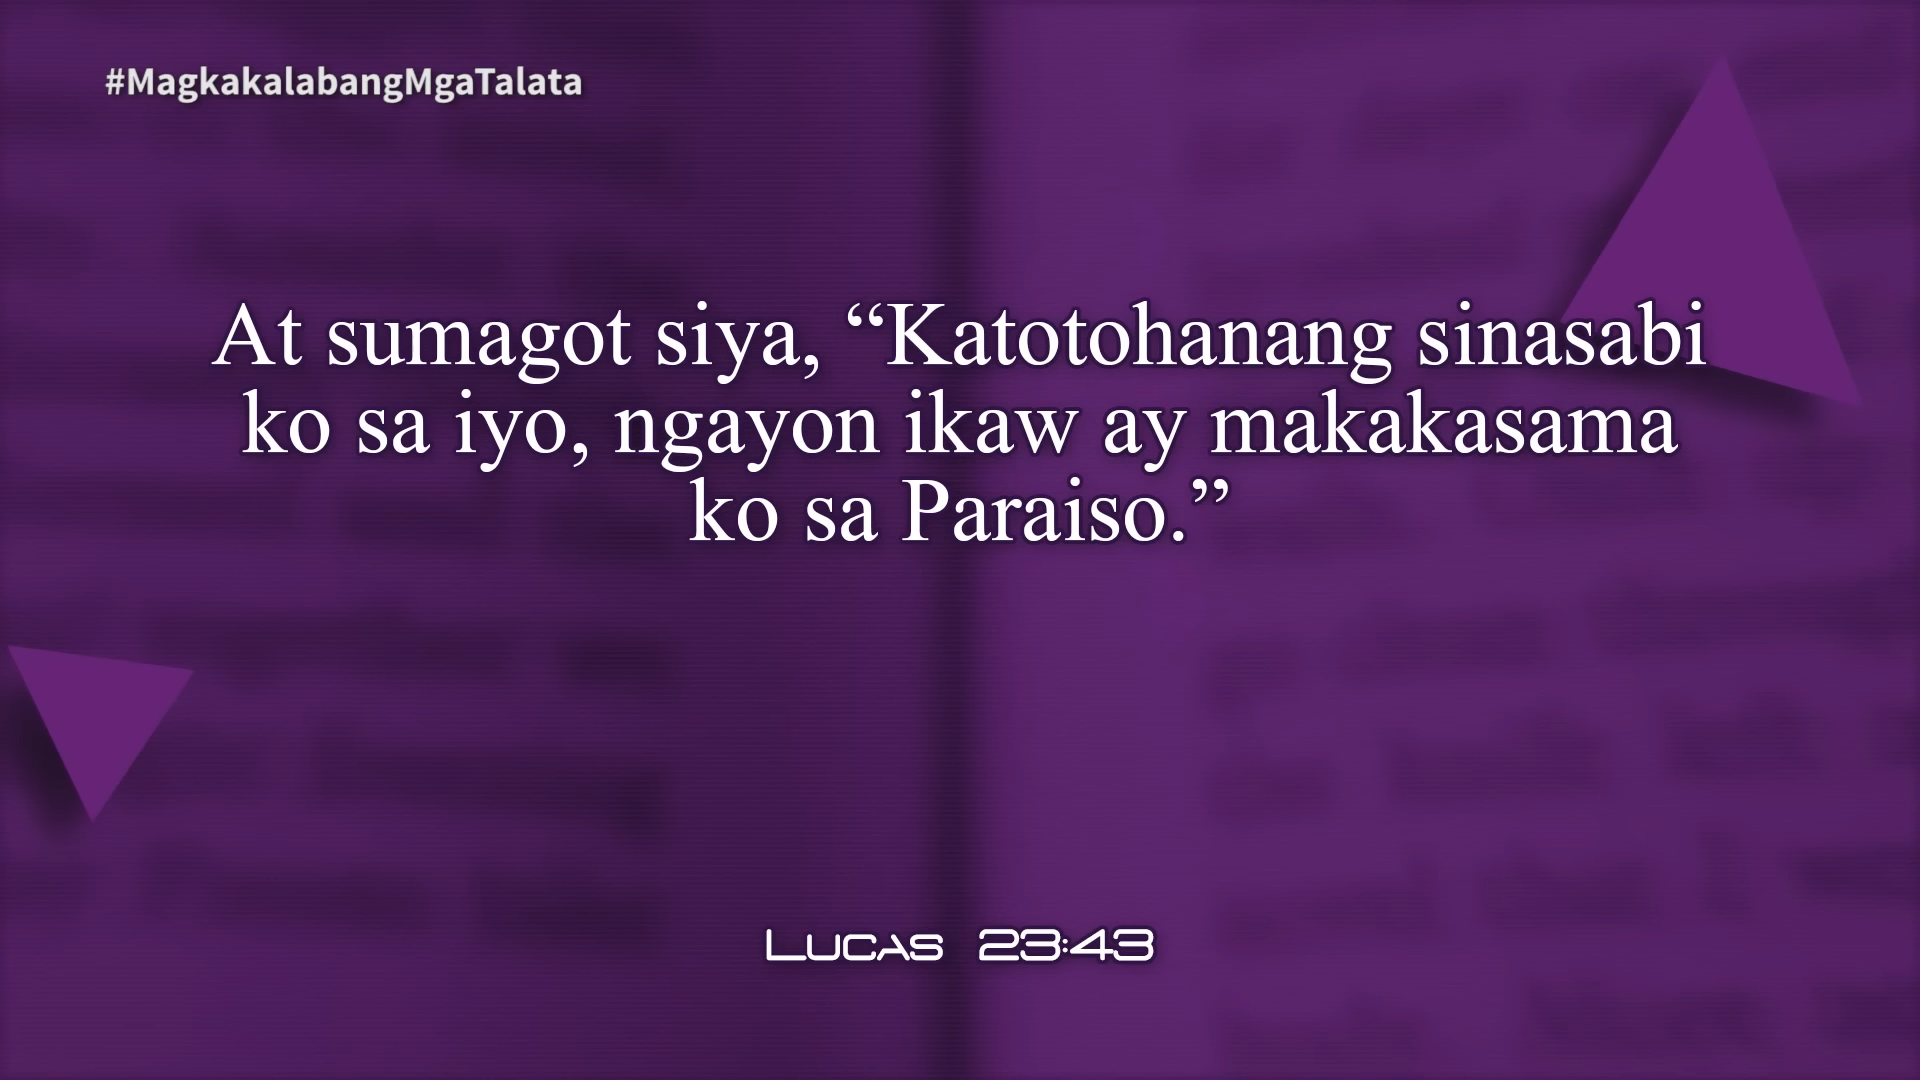 #MagkakalabangMgaTalata
At sumagot siya, “Katotohanang sinasabi
ko sa iyo, ngayon ikaw ay makakasama
ko sa Paraiso.”
Lucas 23:43